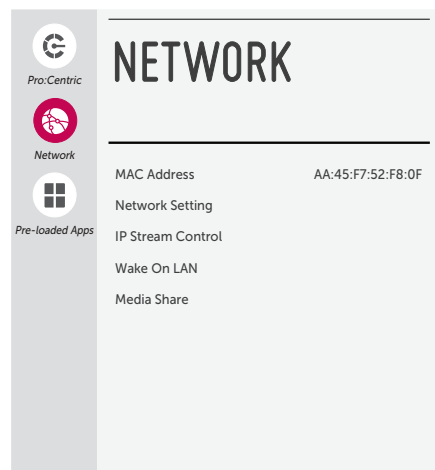 Pro:Centric
Network
Pre-loaded Apps
NETWORK
MAC Address AA:45:F7:52:F8:0F
Network Setting
IP Stream Control
Wake On LAN
Media Share